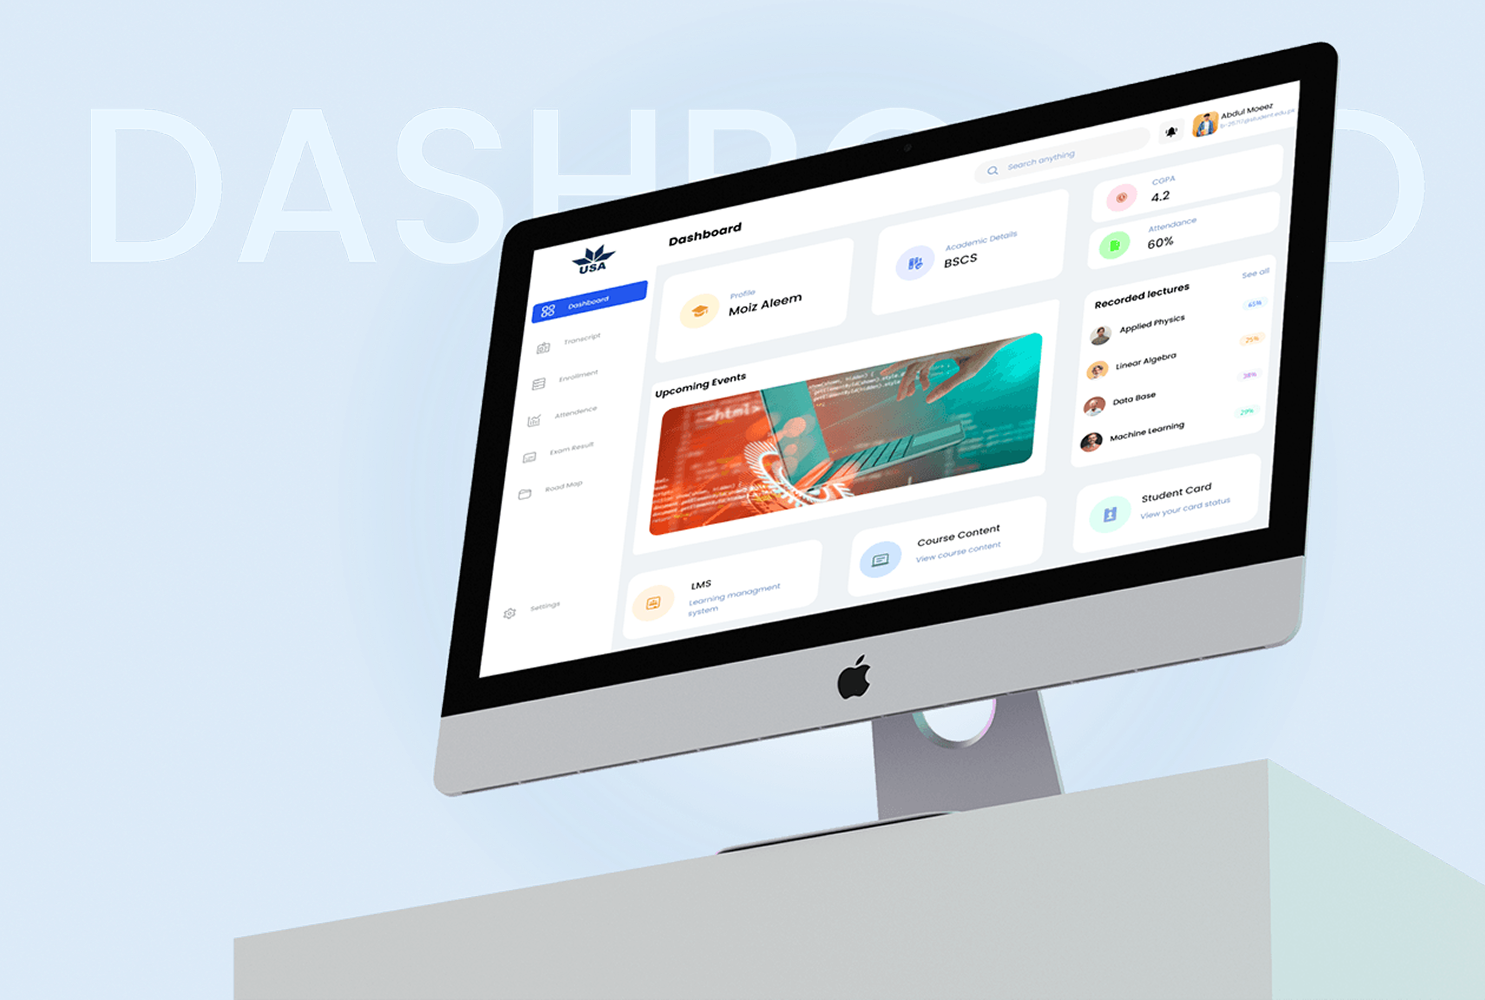 DASHBO D
Abdul Moeez
Search anything
Dashboard
USA
Dashboard
Transcript
Enrollment
Attendence
Exam Result
Road Map
Settings
Profile
Moiz Aleem
Academic Details
BSCS
CGPA
4.2
Attendance
60%
Upcoming Events
<html>
Recorded lectures
See all
Applied Physics
Linear Algebra
25%
Data Base
38%
Machine Learning
29%
LMS
Learning managment
system
Course Content
View course content
Student Card
View your card status